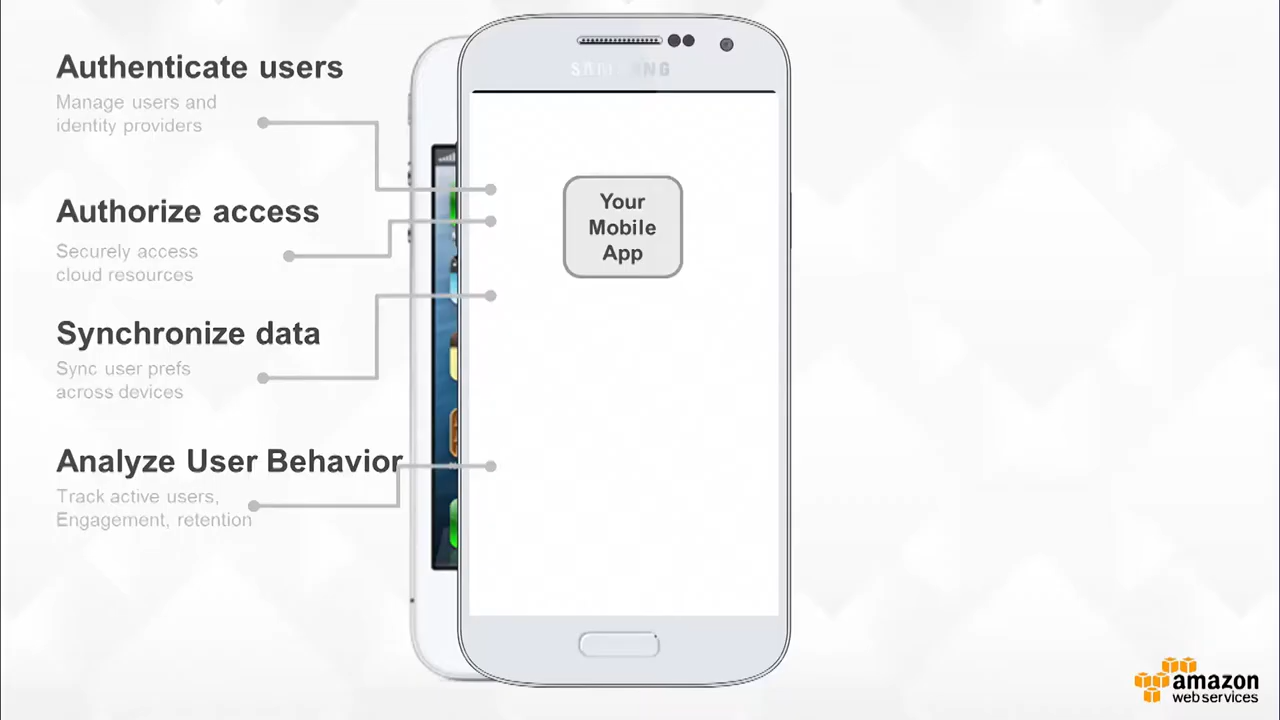 Authenticate users
Manage users and
identity providers
Authorize access
Securely access
cloud resources
Synchronize data
Sync user prefs
across devices
Analyze User Behavior
Track active users,
Engagement, retention
SAMSUNG
Your
Mobile
App
amazon
web services